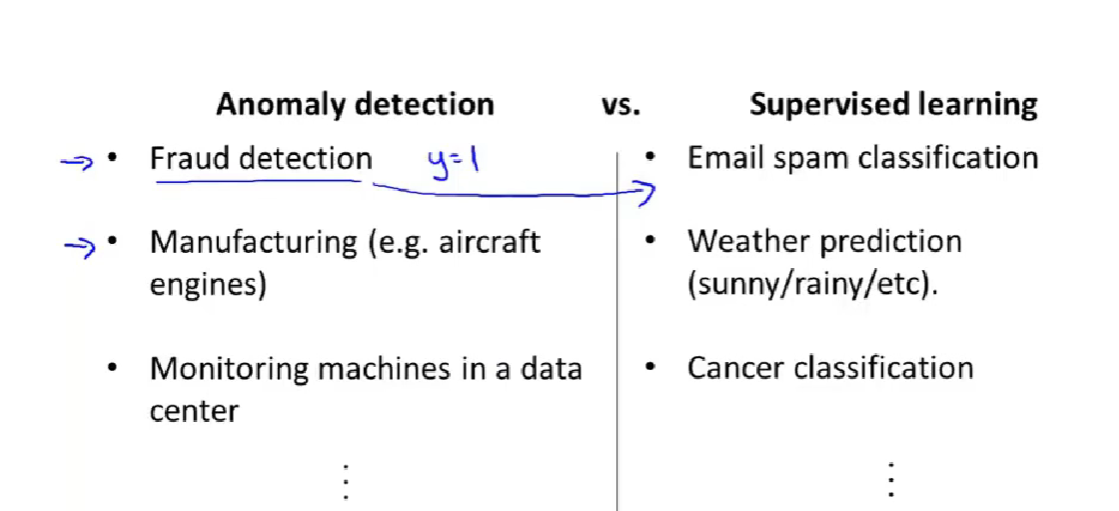 Anomaly detection vs. Supervised learning
• Fraud detection y=1
• Manufacturing (e.g. aircraft
engines)
• Monitoring machines in a data
center
⋮
• Email spam classification
• Weather prediction
(sunny/rainy/etc).
• Cancer classification
⋮